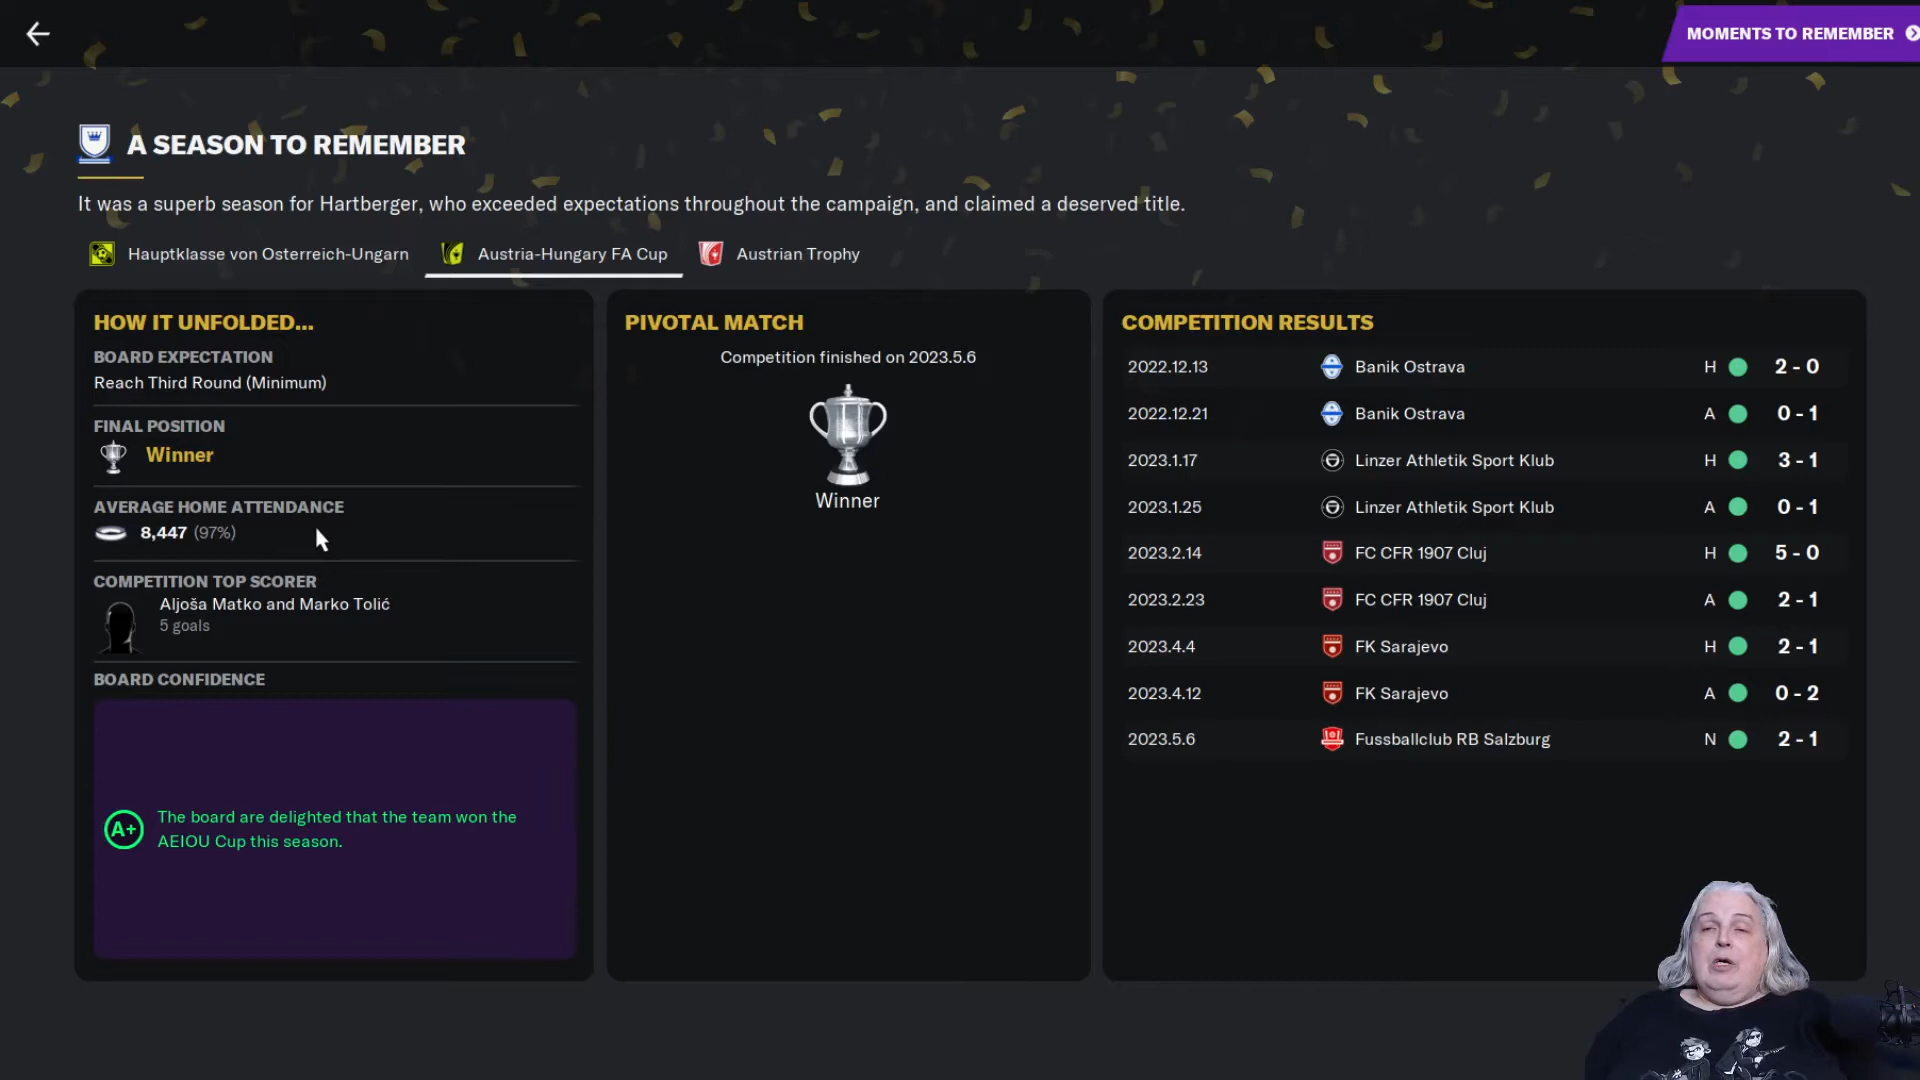 MOMENTS TO REMEMBER
A SEASON TO REMEMBER
It was a superb season for Hartberger, who exceeded expectations throughout the campaign, and claimed a deserved title.
Hauptklasse von Osterreich-Ungarn Austria-Hungary FA Cup Austrian Trophy
HOW IT UNFOLDED...
BOARD EXPECTATION
Reach Third Round (Minimum)
FINAL POSITION
Winner
AVERAGE HOME ATTENDANCE
8,447 (97%)
COMPETITION TOP SCORER
Aljoša Matko and Marko Tolić
5 goals
BOARD CONFIDENCE
A+
The board are delighted that the team won the
AEIOU Cup this season.
PIVOTAL MATCH
Competition finished on 2023.5.6
Winner
COMPETITION RESULTS
2022.12.13 Banik Ostrava H 2 - 0
2022.12.21 Banik Ostrava A 0 - 1
2023.1.17 Linzer Athletik Sport Klub H 3 - 1
2023.1.25 Linzer Athletik Sport Klub A 0 - 1
2023.2.14 FC CFR 1907 Cluj H 5 - 0
2023.2.23 FC CFR 1907 Cluj A 2 - 1
2023.4.4 FK Sarajevo H 2 - 1
2023.4.12 FK Sarajevo A 0 - 2
2023.5.6 Fussballclub RB Salzburg N 2 - 1